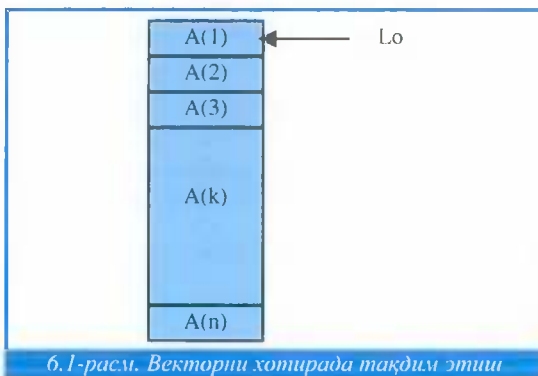 A(1) Lo
A(2)
A(3)
A(k)
A(n)
6.1-расм. Векторни хотирада тақдим этиш